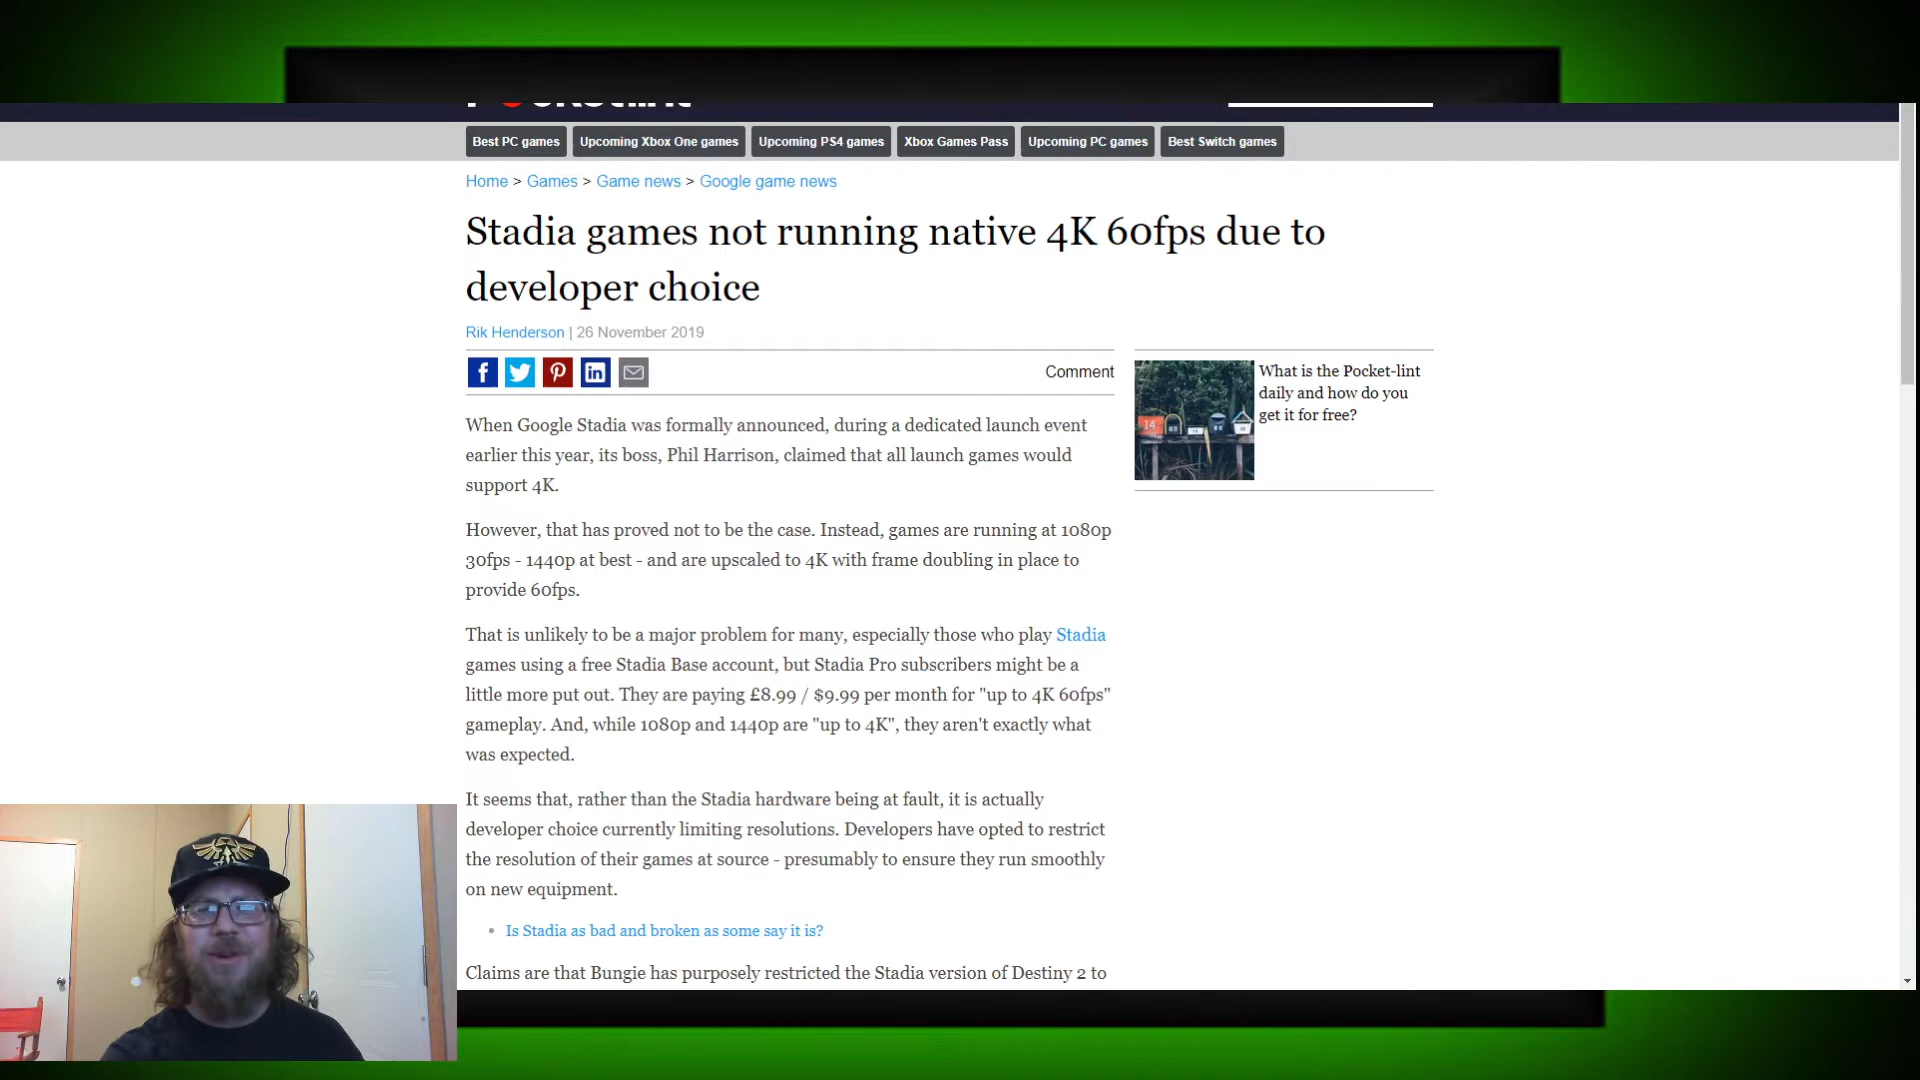 Best PC games Upcoming Xbox One games Upcoming PS4 games Xbox Games Pass Upcoming PC games Best Switch games
Home > Games > Game news > Google game news
Stadia games not running native 4K 60fps due to
developer choice
Rik Henderson | 26 November 2019
Comment
What is the Pocket-lint
daily and how do you
get it for free?
14
When Google Stadia was formally announced, during a dedicated launch event
earlier this year, its boss, Phil Harrison, claimed that all launch games would
support 4K.
However, that has proved not to be the case. Instead, games are running at 1080p
30fps - 1440p at best - and are upscaled to 4K with frame doubling in place to
provide 60fps.
That is unlikely to be a major problem for many, especially those who play Stadia
games using a free Stadia Base account, but Stadia Pro subscribers might be a
little more put out. They are paying £8.99 / $9.99 per month for "up to 4K 60fps"
gameplay. And, while 1080p and 1440p are "up to 4K", they aren't exactly what
was expected.
It seems that, rather than the Stadia hardware being at fault, it is actually
developer choice currently limiting resolutions. Developers have opted to restrict
the resolution of their games at source - presumably to ensure they run smoothly
on new equipment.
• Is Stadia as bad and broken as some say it is?
Claims are that Bungie has purposely restricted the Stadia version of Destiny 2 to